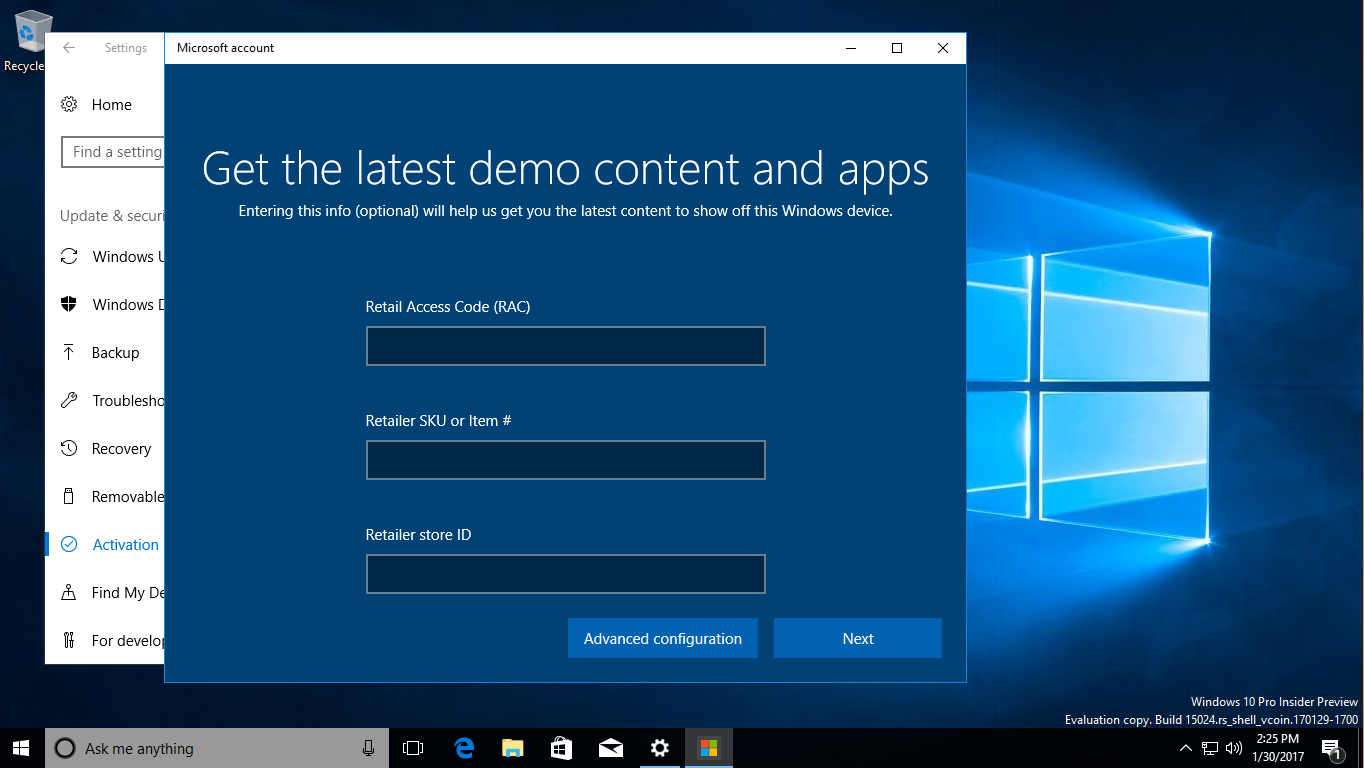 Recycle
Settings
Home
Find a setting
Update & securi
Windows U
Windows D
Backup
Troublesho
Recovery
Removable
Activation
Find My De
For develop
Microsoft account
Get the latest demo content and apps
Entering this info (optional) will help us get you the latest content to show off this Windows device.
Retail Access Code (RAC)
Retailer SKU or Item #
Retailer store ID
Advanced configuration
Next
Windows 10 Pro Insider Preview
Evaluation copy. Build 15024.rs_shell_vcoin.170129-1700
Ask me anything
2:25 PM
1/30/2017
1